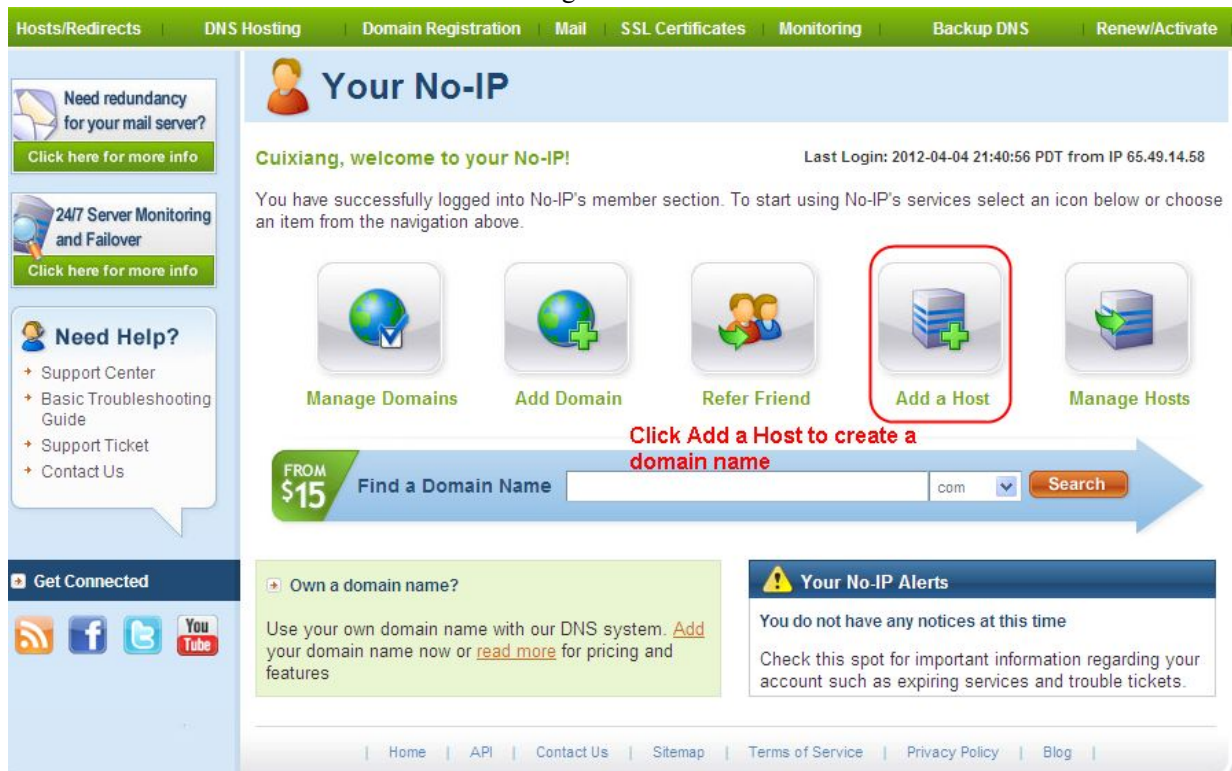 Hosts/Redirects | DNS Hosting | Domain Registration | Mail | SSL Certificates | Monitoring | Backup DNS | Renew/Activate
Need redundancy
for your mail server?
Click here for more info
24/7 Server Monitoring
and Failover
Click here for more info
Need Help?
Support Center
Basic Troubleshooting
Guide
Support Ticket
Contact Us
Get Connected
You
Tube
Your No-IP
Cuixiang, welcome to your No-IP!
Last Login: 2012-04-04 21:40:56 PDT from IP 65.49.14.58
You have successfully logged into No-IP's member section. To start using No-IP's services select an icon below or choose
an item from the navigation above.
Manage Domains
Add Domain
Refer Friend
Add a Host
Manage Hosts
Click Add a Host to create a
domain name
FROM
$15
Find a Domain Name
com
Search
Own a domain name?
Use your own domain name with our DNS system. Add
your domain name now or read more for pricing and
features
Your No-IP Alerts
You do not have any notices at this time
Check this spot for important information regarding your
account such as expiring services and trouble tickets.
| Home | API | Contact Us | Sitemap | Terms of Service | Privacy Policy | Blog |